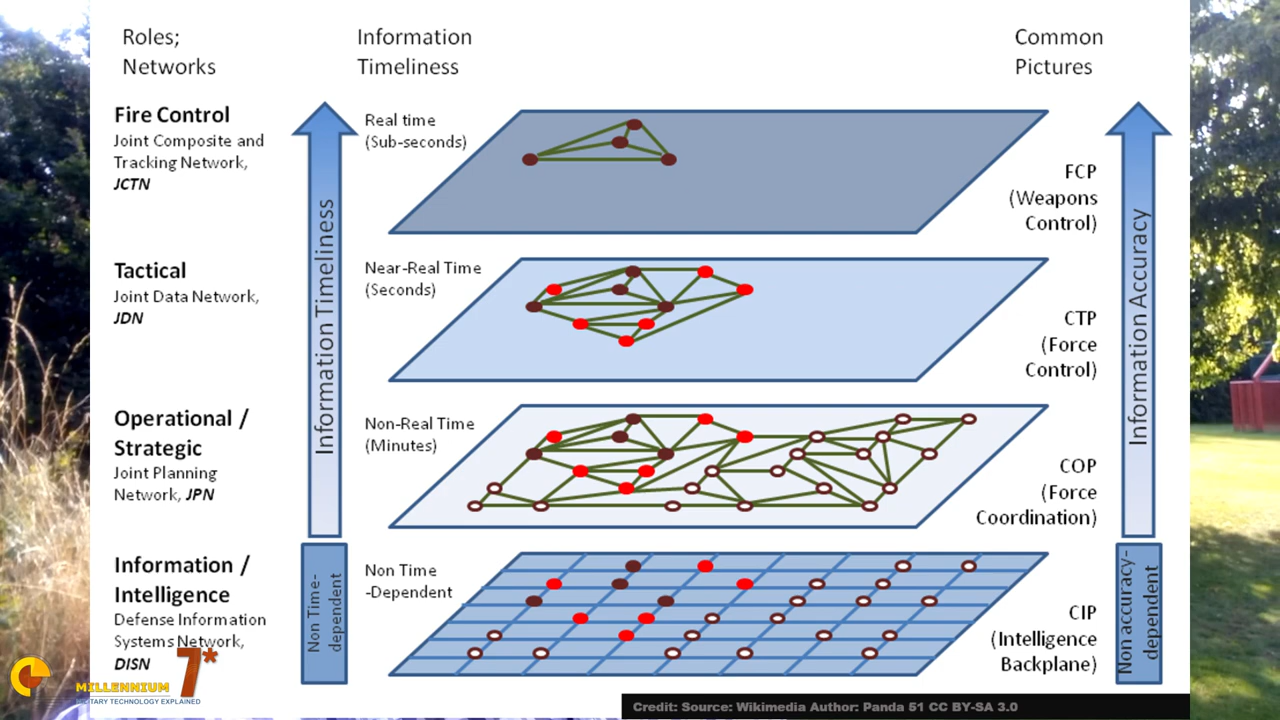 Roles;
Networks
Information
Timeliness
Common
Pictures
Fire Control
Joint Composite and
Tracking Network,
JCTN
Real time
(Sub-seconds)
FCP
(Weapons
Control)
Tactical
Joint Data Network,
JDN
Near-Real Time
(Seconds)
CTP
(Force
Control)
Operational /
Strategic
Joint Planning
Network, JPN
Non-Real Time
(Minutes)
COP
(Force
Coordination)
Information /
Intelligence
Defense Information
Systems Network,
DISN
Non Time
-Dependent
CIP
(Intelligence
Backplane)
Information Timeliness
Non Time-
dependent
Information Accuracy
Non accuracy-
dependent
MILLENNIUM 7*
MILITARY TECHNOLOGY EXPLAINED
Credit: Source: Wikimedia Author: Panda 51 CC BY-SA 3.0